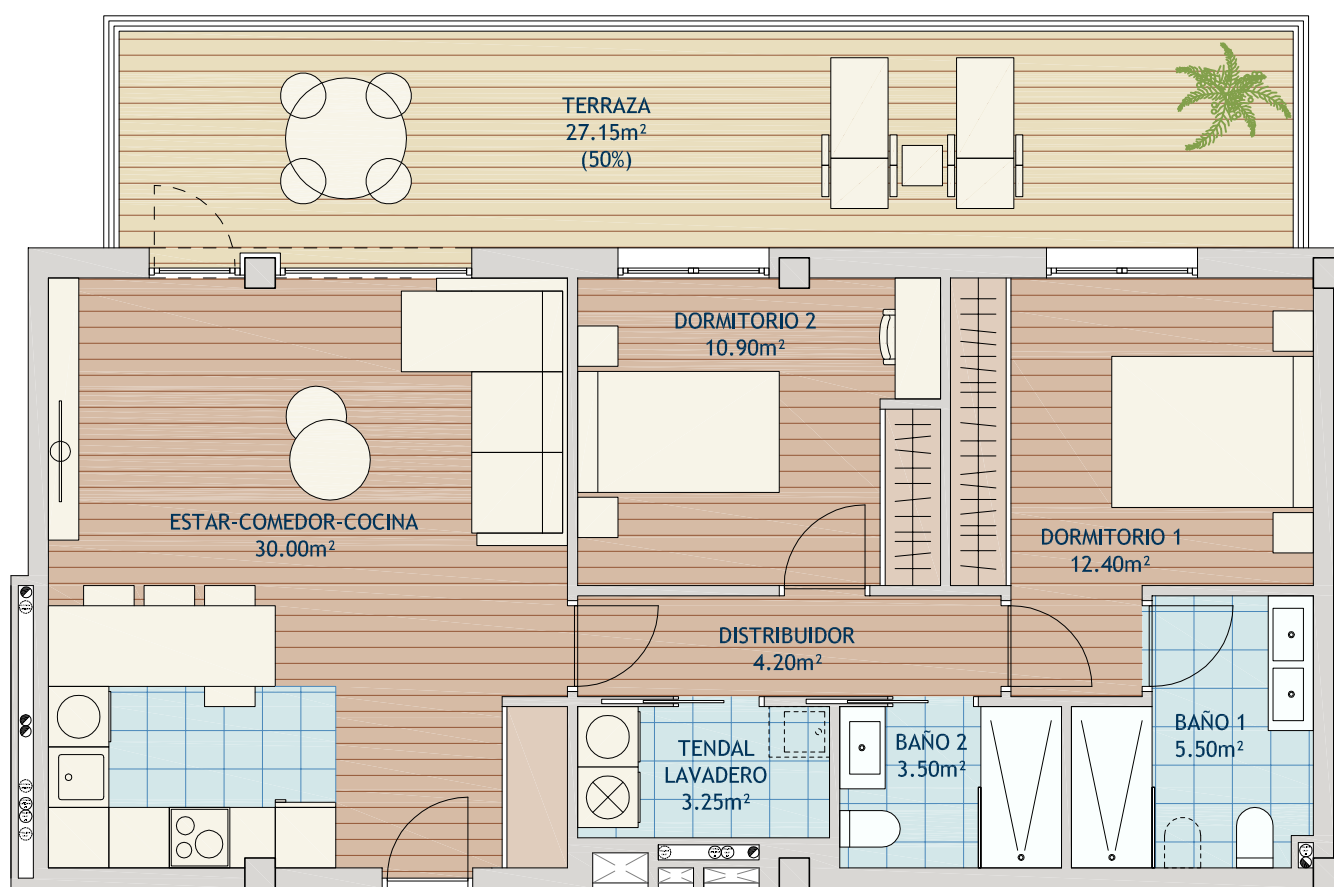 TERRAZA
27.15m²
(50%)
DORMITORIO 2
10.90m²
ESTAR-COMEDOR-COCINA
30.00m²
DORMITORIO 1
12.40m²
DISTRIBUIDOR
4.20m²
TENDAL
LAVADERO
3.25m²
BAÑO 2
3.50m²
BAÑO 1
5.50m²